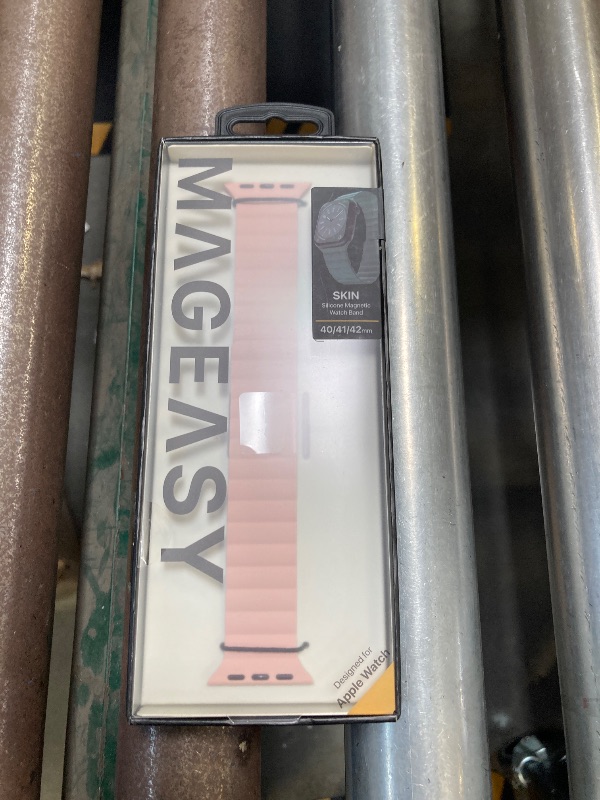 MAGEASY
SKIN
Silicone Magnetic
Watch Band
40/41/42mm
Designed for
Apple Watch